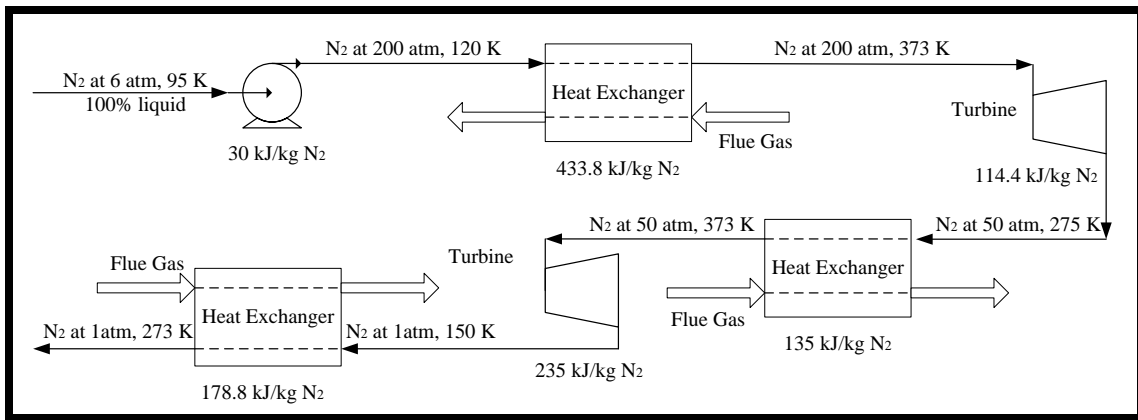 N2 at 6 atm, 95 K
100% liquid
30 kJ/kg N2
N2 at 200 atm, 120 K
Heat Exchanger
Flue Gas
433.8 kJ/kg N2
N2 at 200 atm, 373 K
Turbine
114.4 kJ/kg N2
N2 at 50 atm, 275 K
Heat Exchanger
Flue Gas
135 kJ/kg N2
N2 at 50 atm, 373 K
Turbine
235 kJ/kg N2
N2 at 1atm, 150 K
Flue Gas
Heat Exchanger
178.8 kJ/kg N2
N2 at 1atm, 273 K